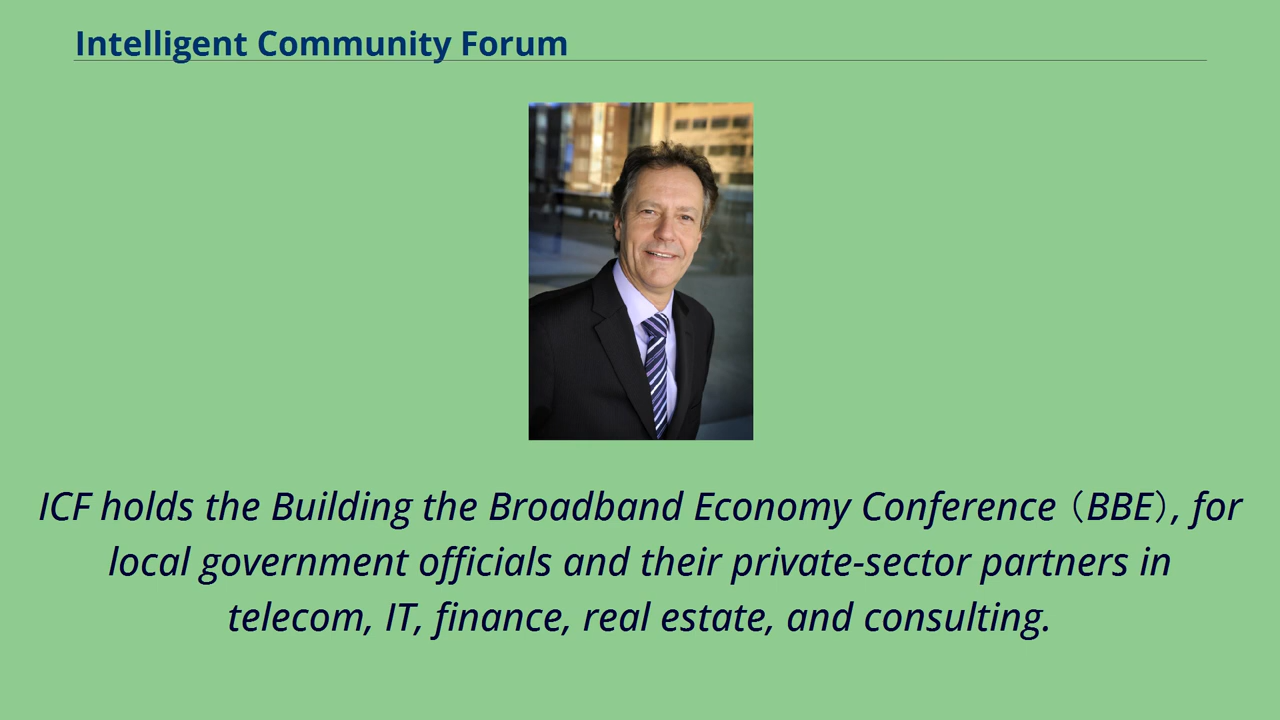 Intelligent Community Forum
ICF holds the Building the Broadband Economy Conference（BBE）, for
local government officials and their private-sector partners in
telecom, IT, finance, real estate, and consulting.